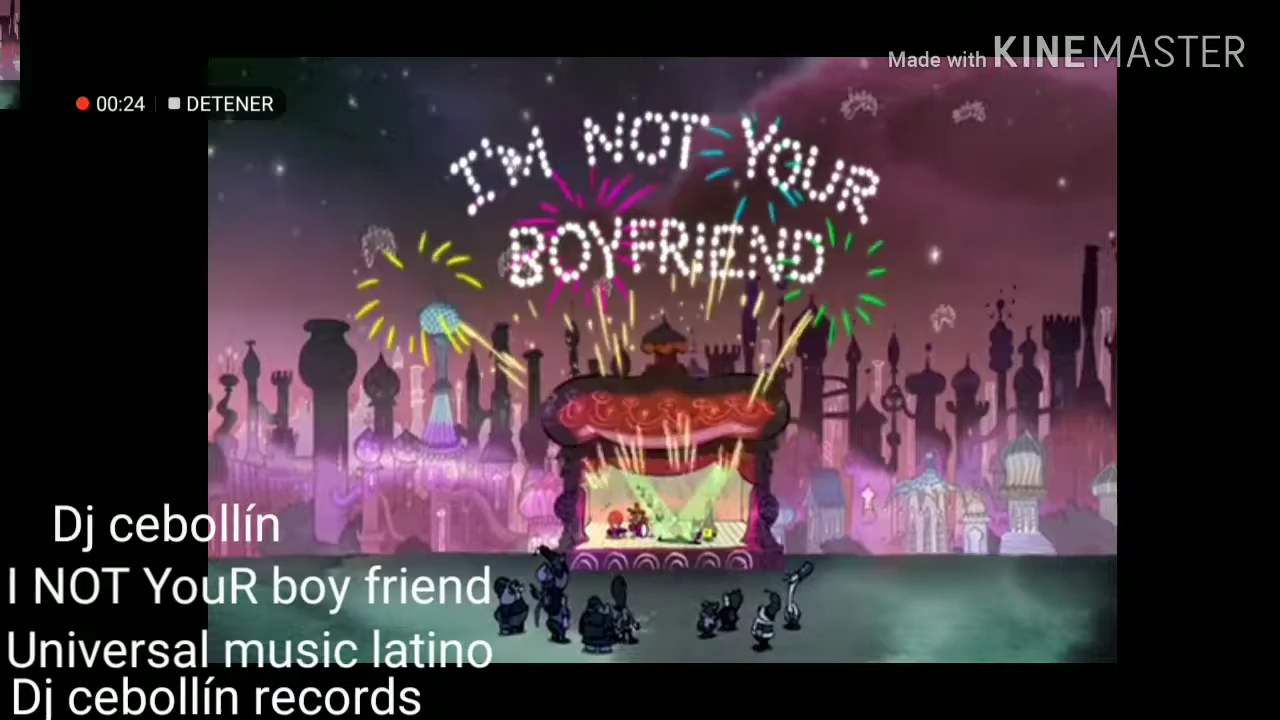 Made with KINEMASTER
00:24 DETENER
I'M NOT YOUR
BOYFRIEND
Dj cebollín
I NOT YouR boy friend
Universal music latino
Dj cebollín records